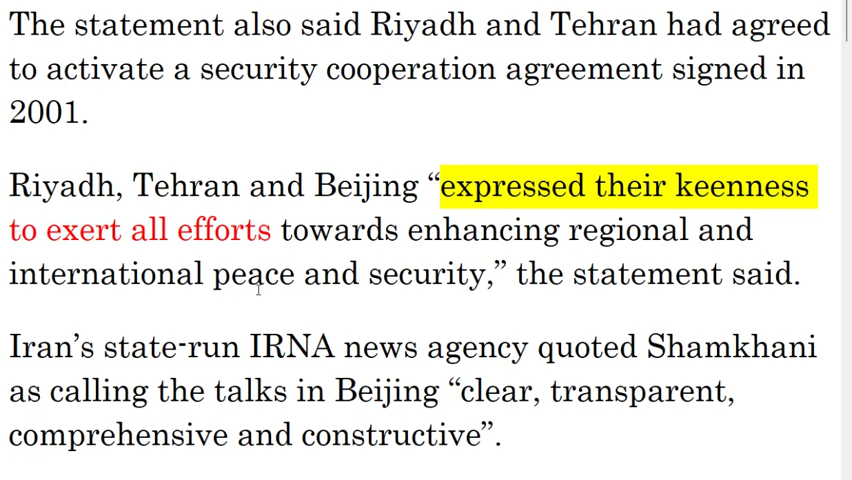 The statement also said Riyadh and Tehran had agreed
to activate a security cooperation agreement signed in
2001.
Riyadh, Tehran and Beijing “expressed their keenness
to exert all efforts towards enhancing regional and
international peace and security,” the statement said.
Iran’s state-run IRNA news agency quoted Shamkhani
as calling the talks in Beijing “clear, transparent,
comprehensive and constructive”.